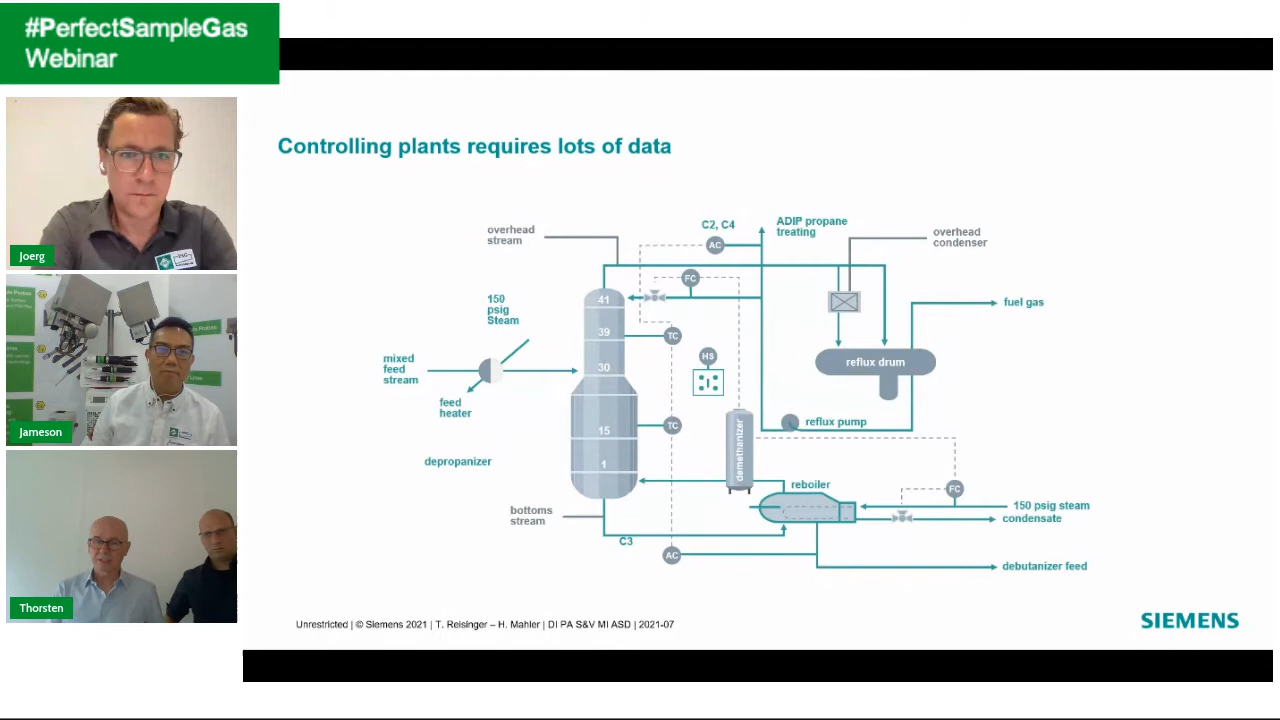 #PerfectSampleGas
Webinar
Joerg
Jameson
Thorsten
Controlling plants requires lots of data
overhead
stream
C2, C4
AC
ADIP propane
treating
overhead
condenser
FC
150
psig
Steam
41
39
30
15
1
TC
HS
TC
mixed
feed
stream
feed
heater
depropanizer
fuel gas
reflux drum
reflux pump
demethanizer
reboiler
FC
150 psig steam
condensate
bottoms
stream
C3
AC
debutanizer feed
Unrestricted | © Siemens 2021 | T. Reisinger – H. Mahler | DI PA S&V MI ASD | 2021-07
SIEMENS